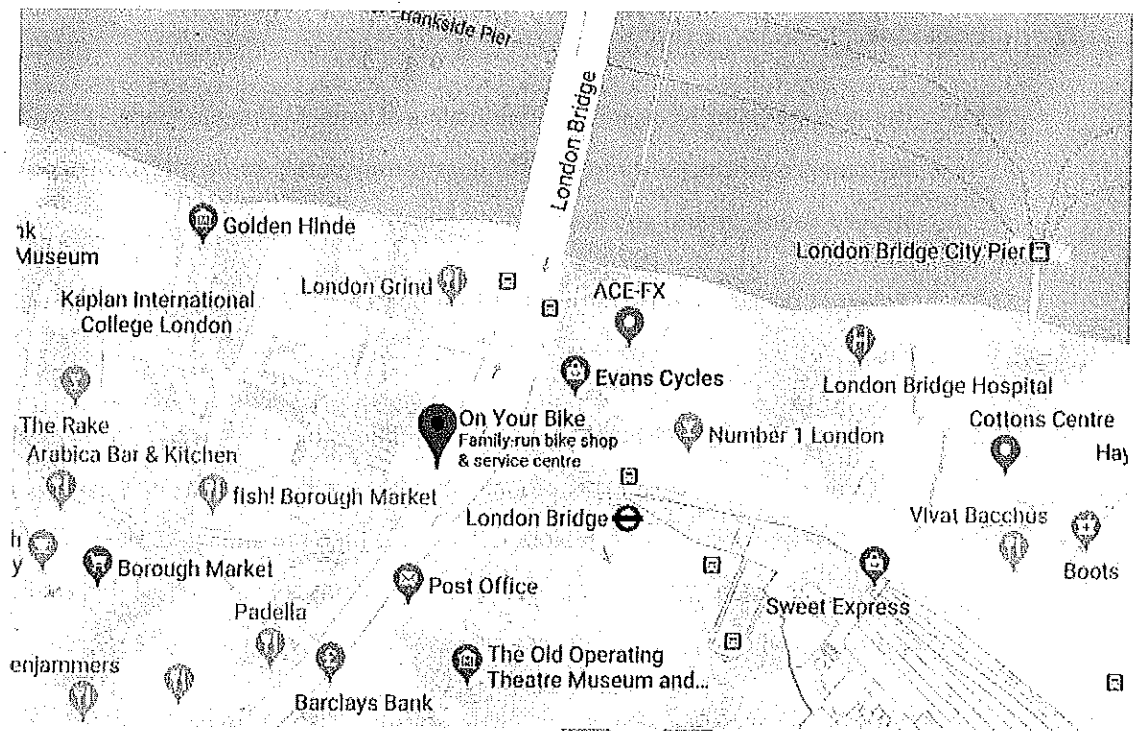 Bankside Pier
London Bridge
Golden Hinde
Museum
London Bridge City Pier
London Grind
ACE-FX
Kaplan International
College London
Evans Cycles
London Bridge Hospital
The Rake
On Your Bike
Family-run bike shop
& service centre
Number 1 London
Cottons Centre
Arabica Bar & Kitchen
fish! Borough Market
London Bridge
Vivat Bacchus
Borough Market
Post Office
Boots
Sweet Express
Padella
The Old Operating
Theatre Museum and...
Barclays Bank
enjammers